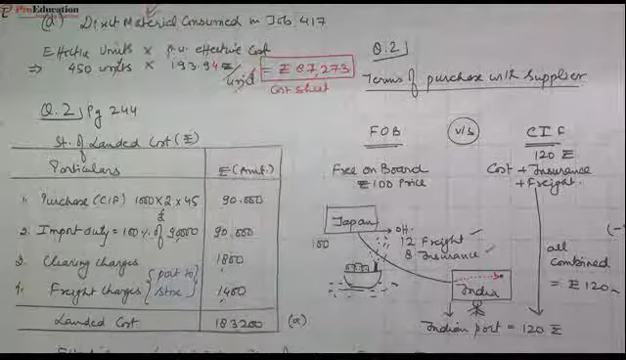 ProEducation
(d) Direct Material Consumed in Job 417
Effective Units × p.u. effective Cost
⇒ 450 units × 193.94 ₹/unit = ₹ 87,273
Cost Sheet
Q.2] Pg 244
St. of Landed Cost (₹)
Particulars ₹ (Amt.)
1. Purchase (CIF) 1000 × 2 × 45 90,000
2. Import duty = 100% of 90,000 90,000
3. Clearing charges 1800
4. Freight charges {port to store} 1400
Landed Cost 183200 (a)
Q.2]
Terms of purchase with Supplier
FOB v/s CIF
120 ₹
Free on Board
₹100 Price
Cost + Insurance
+ Freight
Japan
100
12 Freight
8 Insurance
India
all
combined
= ₹ 120
Indian port = 120 ₹